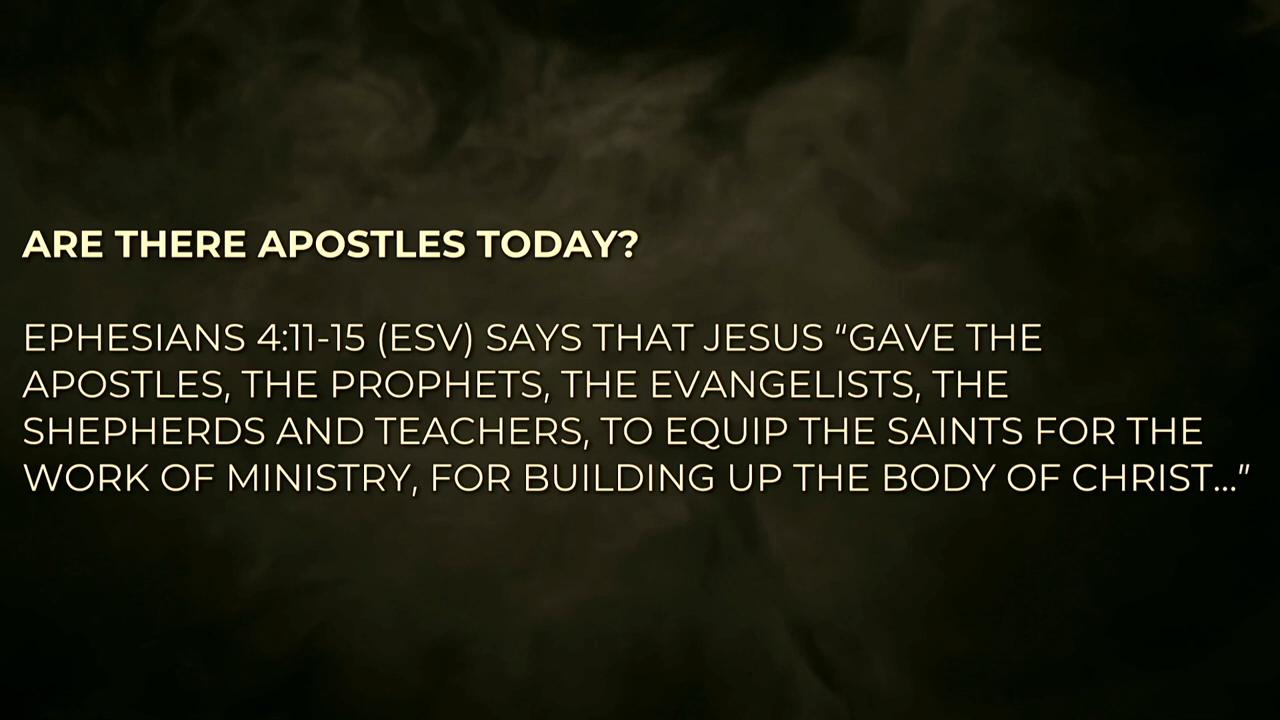 ARE THERE APOSTLES TODAY?
EPHESIANS 4:11-15 (ESV) SAYS THAT JESUS “GAVE THE
APOSTLES, THE PROPHETS, THE EVANGELISTS, THE
SHEPHERDS AND TEACHERS, TO EQUIP THE SAINTS FOR THE
WORK OF MINISTRY, FOR BUILDING UP THE BODY OF CHRIST...”